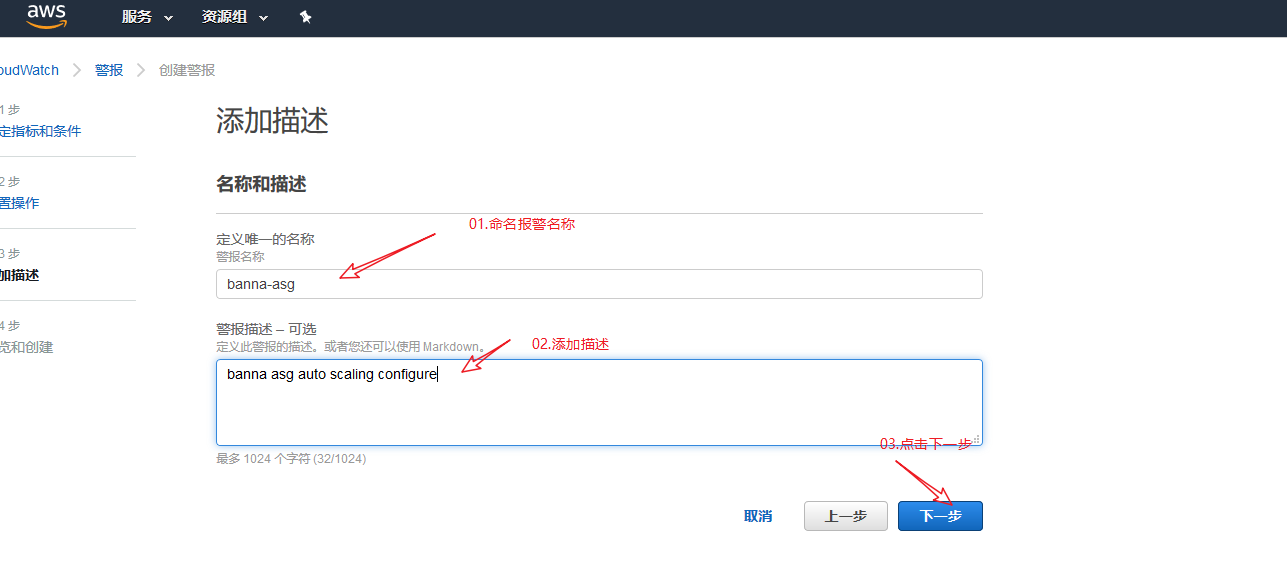 aws 服务 资源组
oudWatch 警报 创建警报
1 步
定指标和条件
2 步
置操作
3 步
加描述
4 步
览和创建
添加描述
名称和描述
01.命名报警名称
定义唯一的名称
警报名称
banna-asg
警报描述 – 可选
定义此警报的描述。或者您还可以使用 Markdown。
02.添加描述
banna asg auto scaling configure
03.点击下一步
最多 1024 个字符 (32/1024)
取消 上一步 下一步